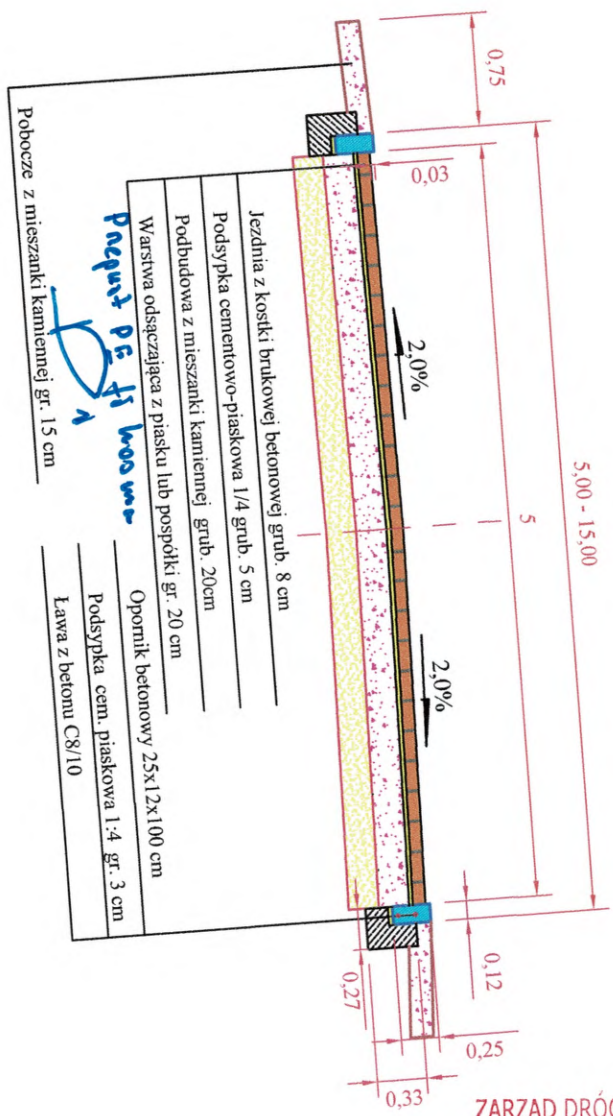 0,75
5,00 - 15,00
5
0,03
2,0%
2,0%
0,12
0,25
0,27
0,33
Jezdnia z kostki brukowej betonowej grub. 8 cm
Podsypka cementowo-piaskowa 1/4 grub. 5 cm
Podbudowa z mieszanki kamiennej grub. 20cm
Warstwa odsączająca z piasku lub pospółki gr. 20 cm
Pobocze z mieszanki kamiennej gr. 15 cm
Opornik betonowy 25x12x100 cm
Podsypka cem. piaskowa 1:4 gr. 3 cm
Ława z betonu C8/10
ZARZĄD DRÓG